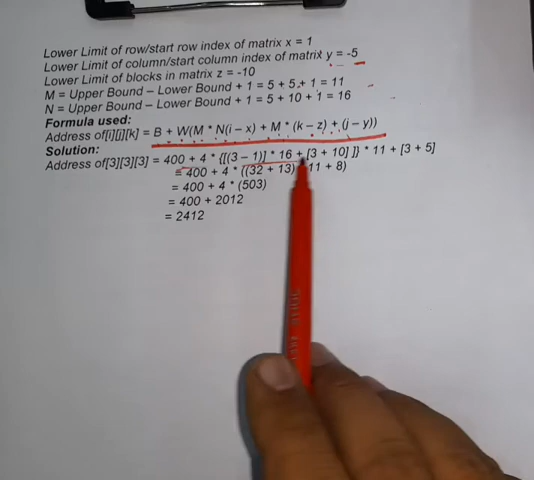 Lower Limit of row/start row index of matrix x = 1
Lower Limit of column/start column index of matrix y = -5
Lower Limit of blocks in matrix z = -10
M = Upper Bound – Lower Bound + 1 = 5 + 5 + 1 = 11
N = Upper Bound – Lower Bound + 1 = 5 + 10 + 1 = 16
Formula used:
Address of[i][j][k] = B + W(M * N(i – x) + M * (k – z) + (j – y))
Solution:
Address of[3][3][3] = 400 + 4 * {[(3 – 1)] * 16 + [3 + 10] ]} * 11 + [3 + 5]
= 400 + 4 * ((32 + 13) 11 + 8)
= 400 + 4 * (503)
= 400 + 2012
= 2412